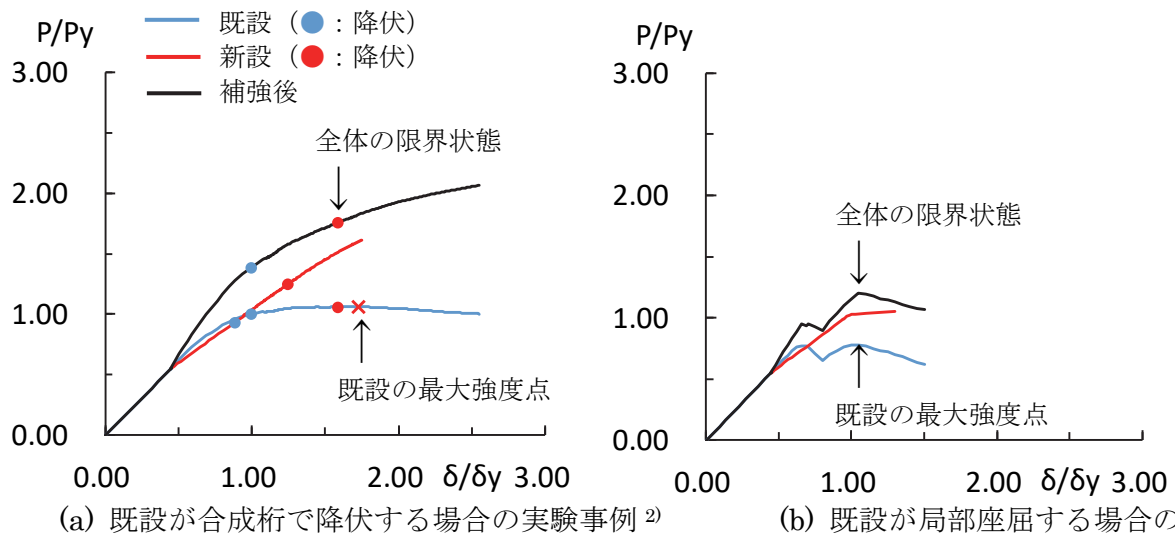 P/Py
既設（●：降伏）
新設（●：降伏）
補強後
3.00
2.00
1.00
0.00
全体の限界状態
既設の最大強度点
0.00 1.00 2.00 δ/δy 3.00
(a) 既設が合成桁で降伏する場合の実験事例 2)
P/Py
3.00
2.00
1.00
0.00
全体の限界状態
既設の最大強度点
0.00 1.00 2.00 δ/δy 3.00
(b) 既設が局部座屈する場合の